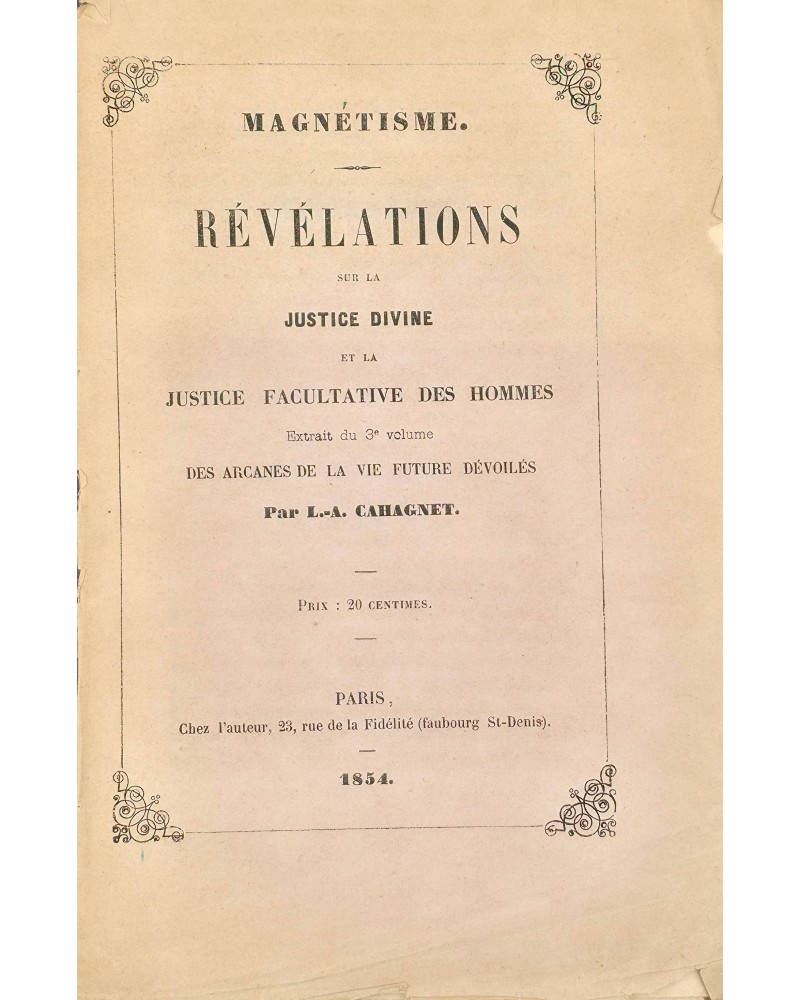 MAGNÉTISME.
RÉVÉLATIONS
SUR LA
JUSTICE DIVINE
ET LA
JUSTICE FACULTATIVE DES HOMMES
Extrait du 3e volume
DES ARCANES DE LA VIE FUTURE DÉVOILÉS
Par L.-A. CAHAGNET.
PRIX : 20 CENTIMES.
PARIS,
Chez l'auteur, 23, rue de la Fidélité (faubourg St-Denis).
1854.